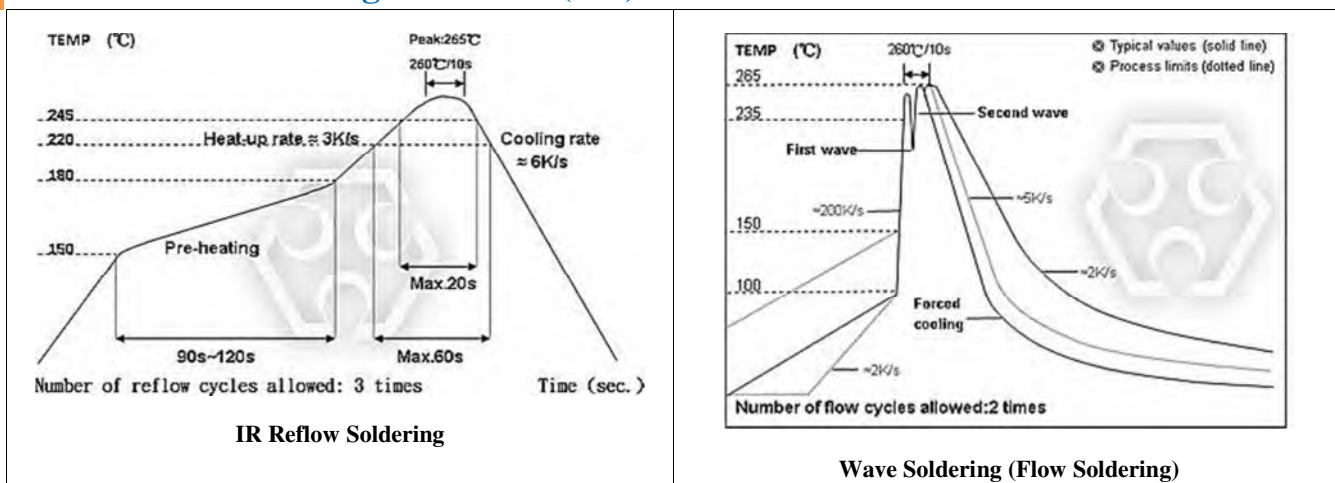 TEMP (℃)
Peak:265℃
260℃/10s
245
Heat-up rate ≈ 3K/s
Cooling rate
220
≈ 6K/s
180
Pre-heating
150
Max.20s
90s~120s
Max.60s
Number of reflow cycles allowed: 3 times
Time (sec.)
IR Reflow Soldering
TEMP (℃)
260℃/10s
Typical values (solid line)
Process limits (dotted line)
265
Second wave
235
First wave
≈200K/s
≈5K/s
150
≈2K/s
100
Forced
cooling
≈2K/s
Number of flow cycles allowed:2 times
Wave Soldering (Flow Soldering)